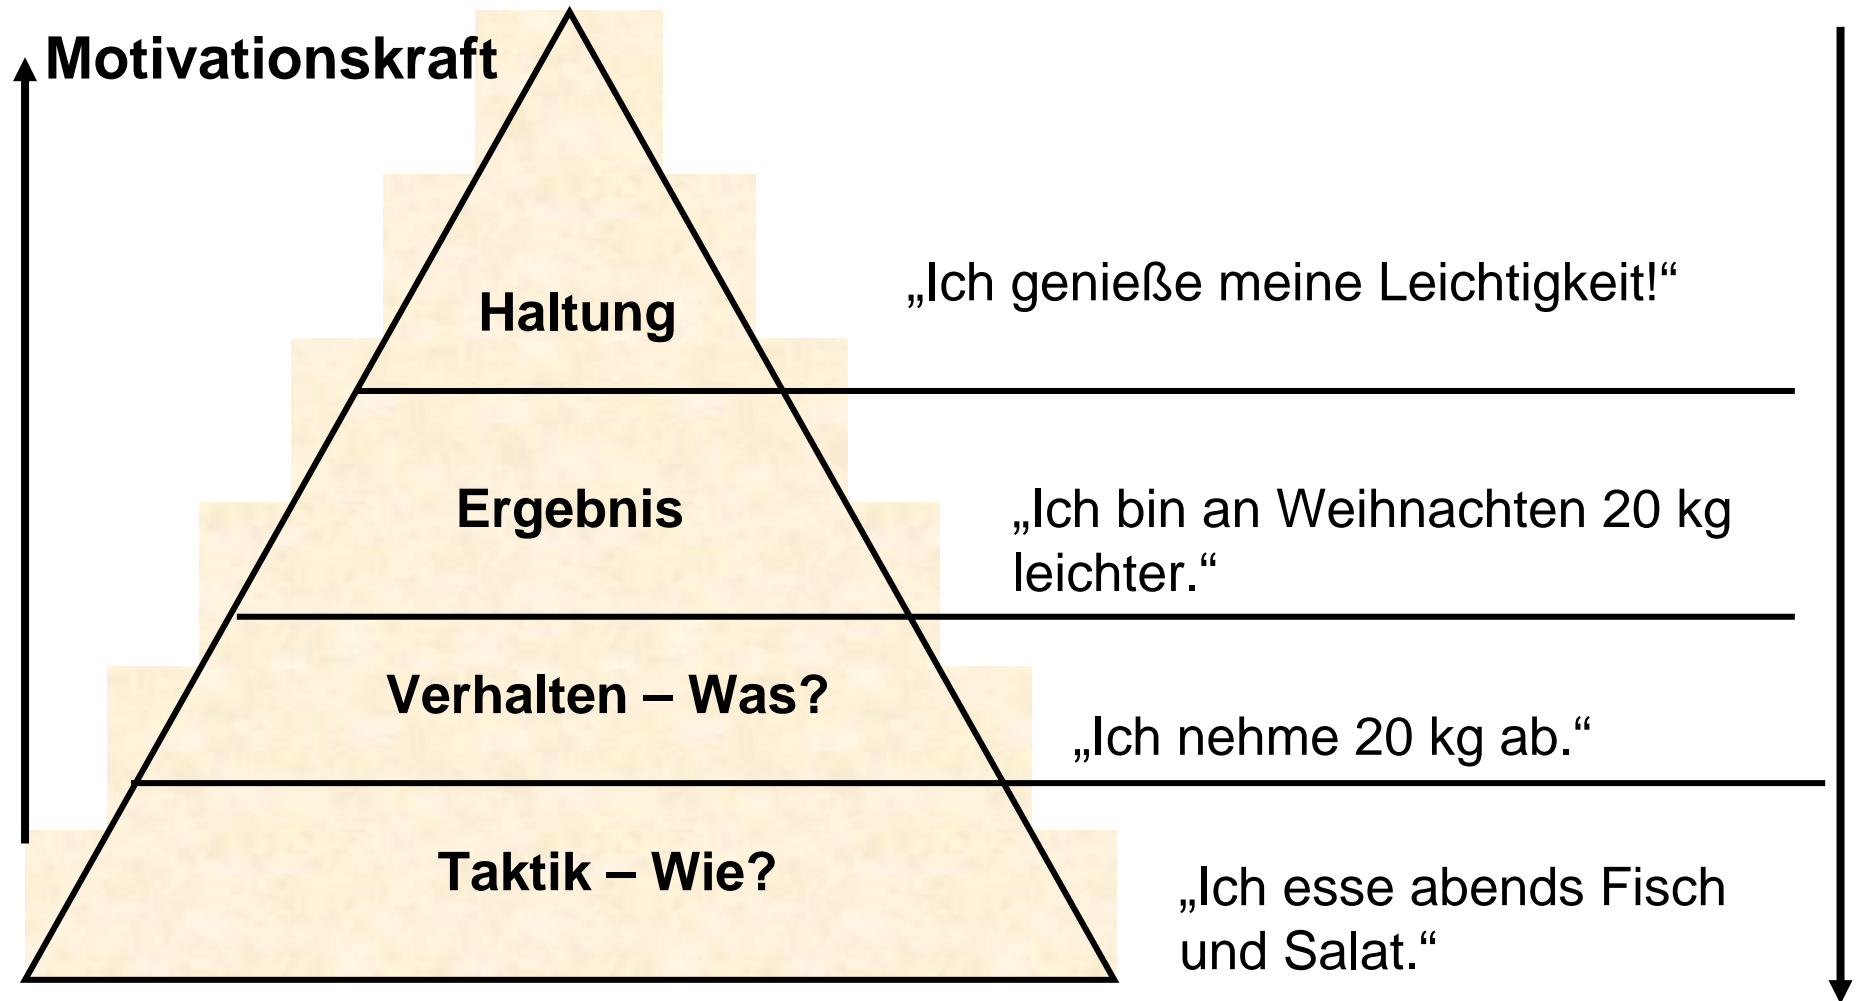 Motivationskraft
Haltung
„Ich genieße meine Leichtigkeit!“
Ergebnis
„Ich bin an Weihnachten 20 kg
leichter.“
Verhalten – Was?
„Ich nehme 20 kg ab.“
Taktik – Wie?
„Ich esse abends Fisch
und Salat.“